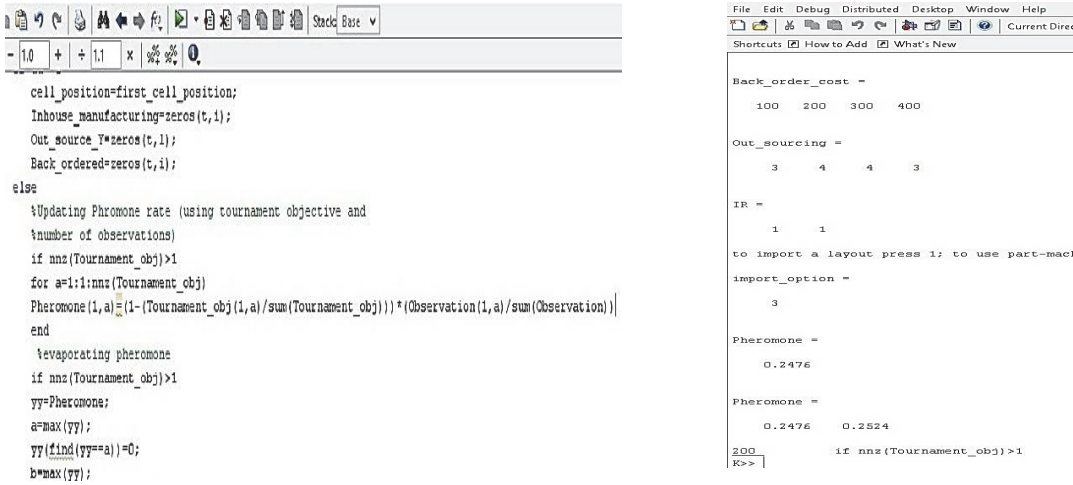 Stack: Base
- 1.0 + ÷ 1.1 ×
cell_position=first_cell_position;
Inhouse_manufacturing=zeros(t,i);
Out_source_Y=zeros(t,l);
Back_ordered=zeros(t,i);
else
%Updating Phromone rate (using tournament objective and
%number of observations)
if nnz(Tournament_obj)>1
for a=1:1:nnz(Tournament_obj)
Pheromone(1,a)=(1-(Tournament_obj(1,a)/sum(Tournament_obj)))*(Observation(1,a)/sum(Observation))
end
%evaporating pheromone
if nnz(Tournament_obj)>1
yy=Pheromone;
a=max(yy);
yy(find(yy==a))=0;
b=max(yy);
File Edit Debug Distributed Desktop Window Help
Current Direc
Shortcuts How to Add What's New
Back_order_cost =
100 200 300 400
Out_sourcing =
3 4 4 3
IR =
1 1
to import a layout press 1; to use part-mac
import_option =
3
Pheromone =
0.2476
Pheromone =
0.2476 0.2524
200 if nnz(Tournament_obj)>1
K>>